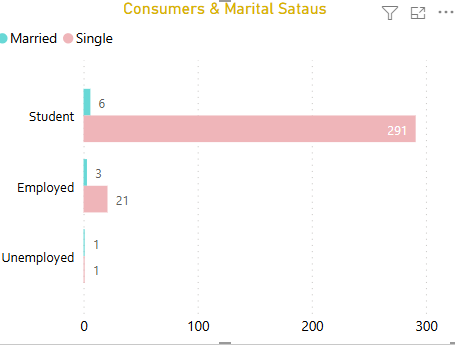 Consumers & Marital Sataus
Married Single
Student 6
291
Employed 3
21
Unemployed 1
1
0 100 200 300